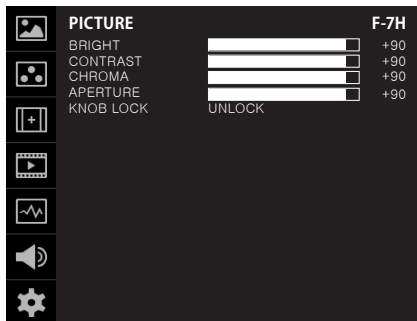 PICTURE F-7H
BRIGHT +90
CONTRAST +90
CHROMA +90
APERTURE +90
KNOB LOCK UNLOCK